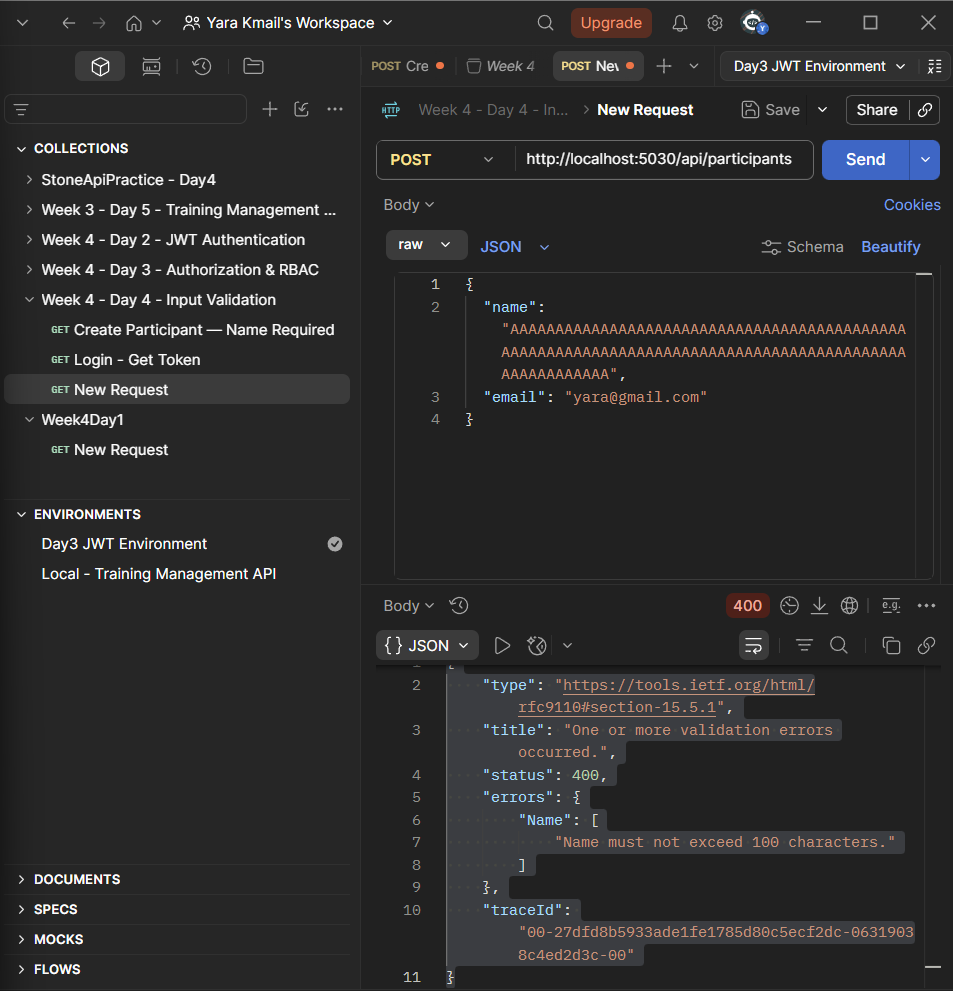 Yara Kmail's Workspace
Upgrade
Y
POST Cre
Week 4
POST Nev
Day3 JWT Environment
HTTP
Week 4 - Day 4 - In...
New Request
Save
Share
COLLECTIONS
StoneApiPractice - Day4
Week 3 - Day 5 - Training Management ...
Week 4 - Day 2 - JWT Authentication
Week 4 - Day 3 - Authorization & RBAC
Week 4 - Day 4 - Input Validation
GET Create Participant — Name Required
GET Login - Get Token
GET New Request
Week4Day1
GET New Request
ENVIRONMENTS
Day3 JWT Environment
Local - Training Management API
DOCUMENTS
SPECS
MOCKS
FLOWS
POST
http://localhost:5030/api/participants
Send
Body
Cookies
raw
JSON
Schema
Beautify
1 {
2 "name":
"AAAAAAAAAAAAAAAAAAAAAAAAAAAAAAAAAAAAAAAAAAAA
AAAAAAAAAAAAAAAAAAAAAAAAAAAAAAAAAAAAAAAAAAAAA
AAAAAAAAAAAA",
3 "email": "yara@gmail.com"
4 }
Body
400
e.g.
{} JSON
2 "type": "https://tools.ietf.org/html/
rfc9110#section-15.5.1",
3 "title": "One or more validation errors
occurred.",
4 "status": 400,
5 "errors": {
6 "Name": [
7 "Name must not exceed 100 characters."
8 ]
9 },
10 "traceId":
"00-27dfd8b5933ade1fe1785d80c5ecf2dc-0631903
8c4ed2d3c-00"
11 }